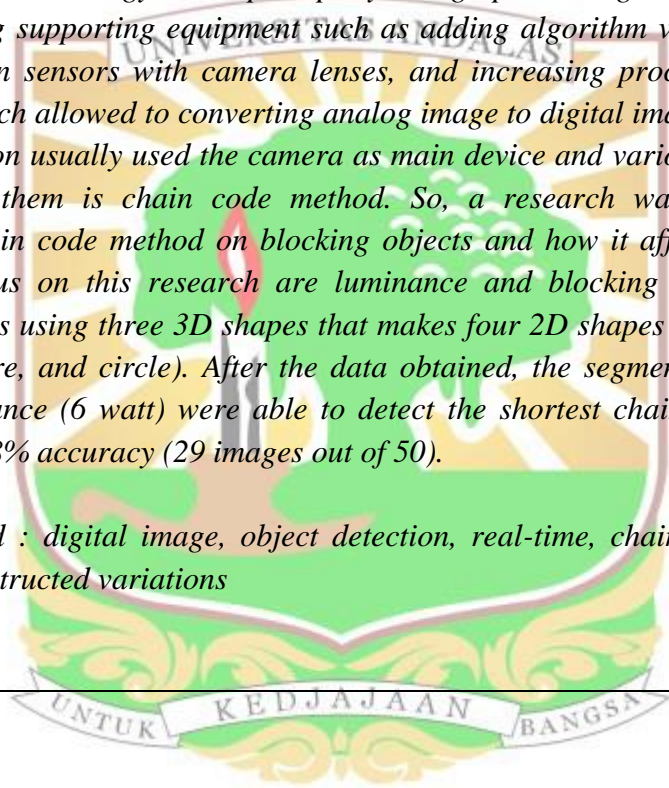 g supporting equipment such as adding algorithm v
UNIVERSITAS ANDALAS
n sensors with camera lenses, and increasing proc
ch allowed to converting analog image to digital ima
on usually used the camera as main device and vario
them is chain code method. So, a research wa
in code method on blocking objects and how it aff
us on this research are luminance and blocking
s using three 3D shapes that makes four 2D shapes
re, and circle). After the data obtained, the segmen
ance (6 watt) were able to detect the shortest chai
8% accuracy (29 images out of 50).
d : digital image, object detection, real-time, chain
structed variations
UNTUK KEDJAJAAN BANGSA